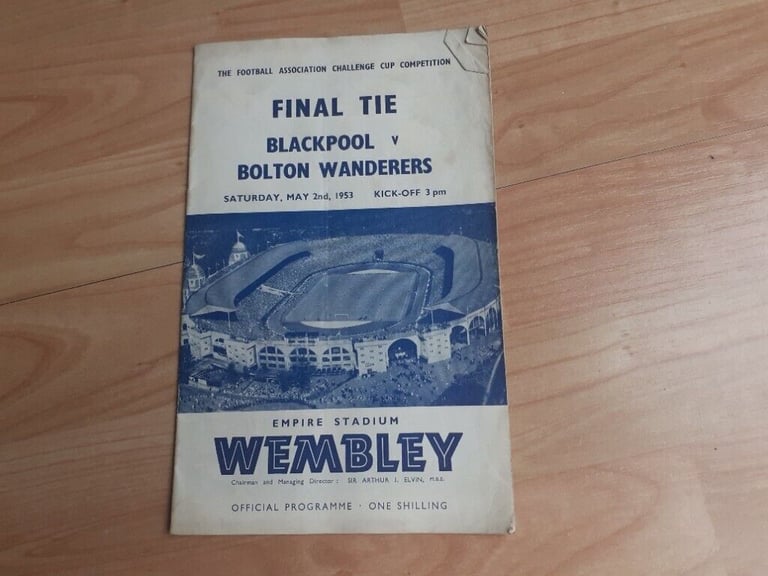 THE FOOTBALL ASSOCIATION CHALLENGE CUP COMPETITION
FINAL TIE
BLACKPOOL v
BOLTON WANDERERS
SATURDAY, MAY 2nd, 1953 KICK-OFF 3 pm
EMPIRE STADIUM
WEMBLEY
Chairman and Managing Director : SIR ARTHUR J. ELVIN, M.B.E.
OFFICIAL PROGRAMME · ONE SHILLING